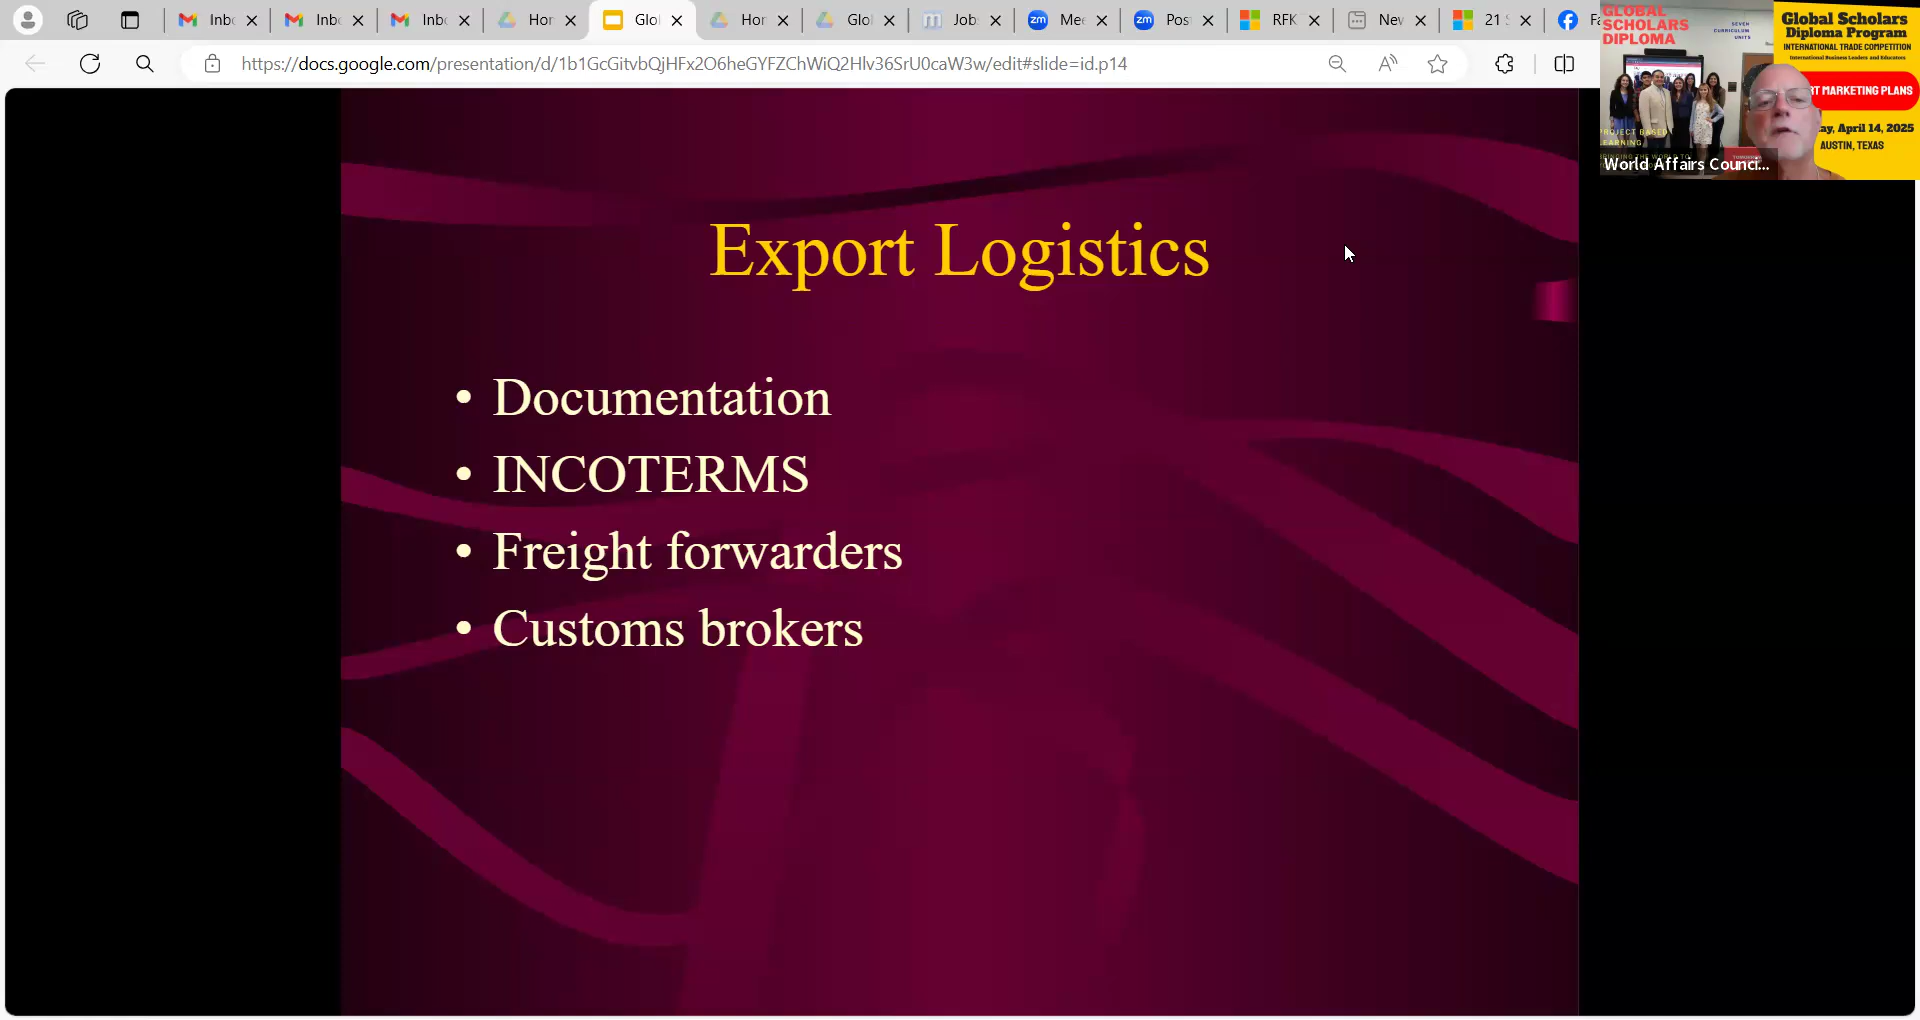 Inb
Inb
Inb
Hor
Glo
Hor
Glo
Job
zm
Me
zm
Pos
RFK
Nev
21
https://docs.google.com/presentation/d/1b1GcGitvbQjHFx2O6heGYFZChWiQ2Hlv36SrU0caW3w/edit#slide=id.p14
GLOBAL
SCHOLARS
DIPLOMA
SEVEN
CURRICULUM
UNITS
PROJECT BASED
LEARNING
World Affairs Counci...
Global Scholars
Diploma Program
INTERNATIONAL TRADE COMPETITION
International Business Leaders and Educators
RT MARKETING PLANS
ay, April 14, 2025
AUSTIN, TEXAS
Export Logistics
• Documentation
• INCOTERMS
• Freight forwarders
• Customs brokers